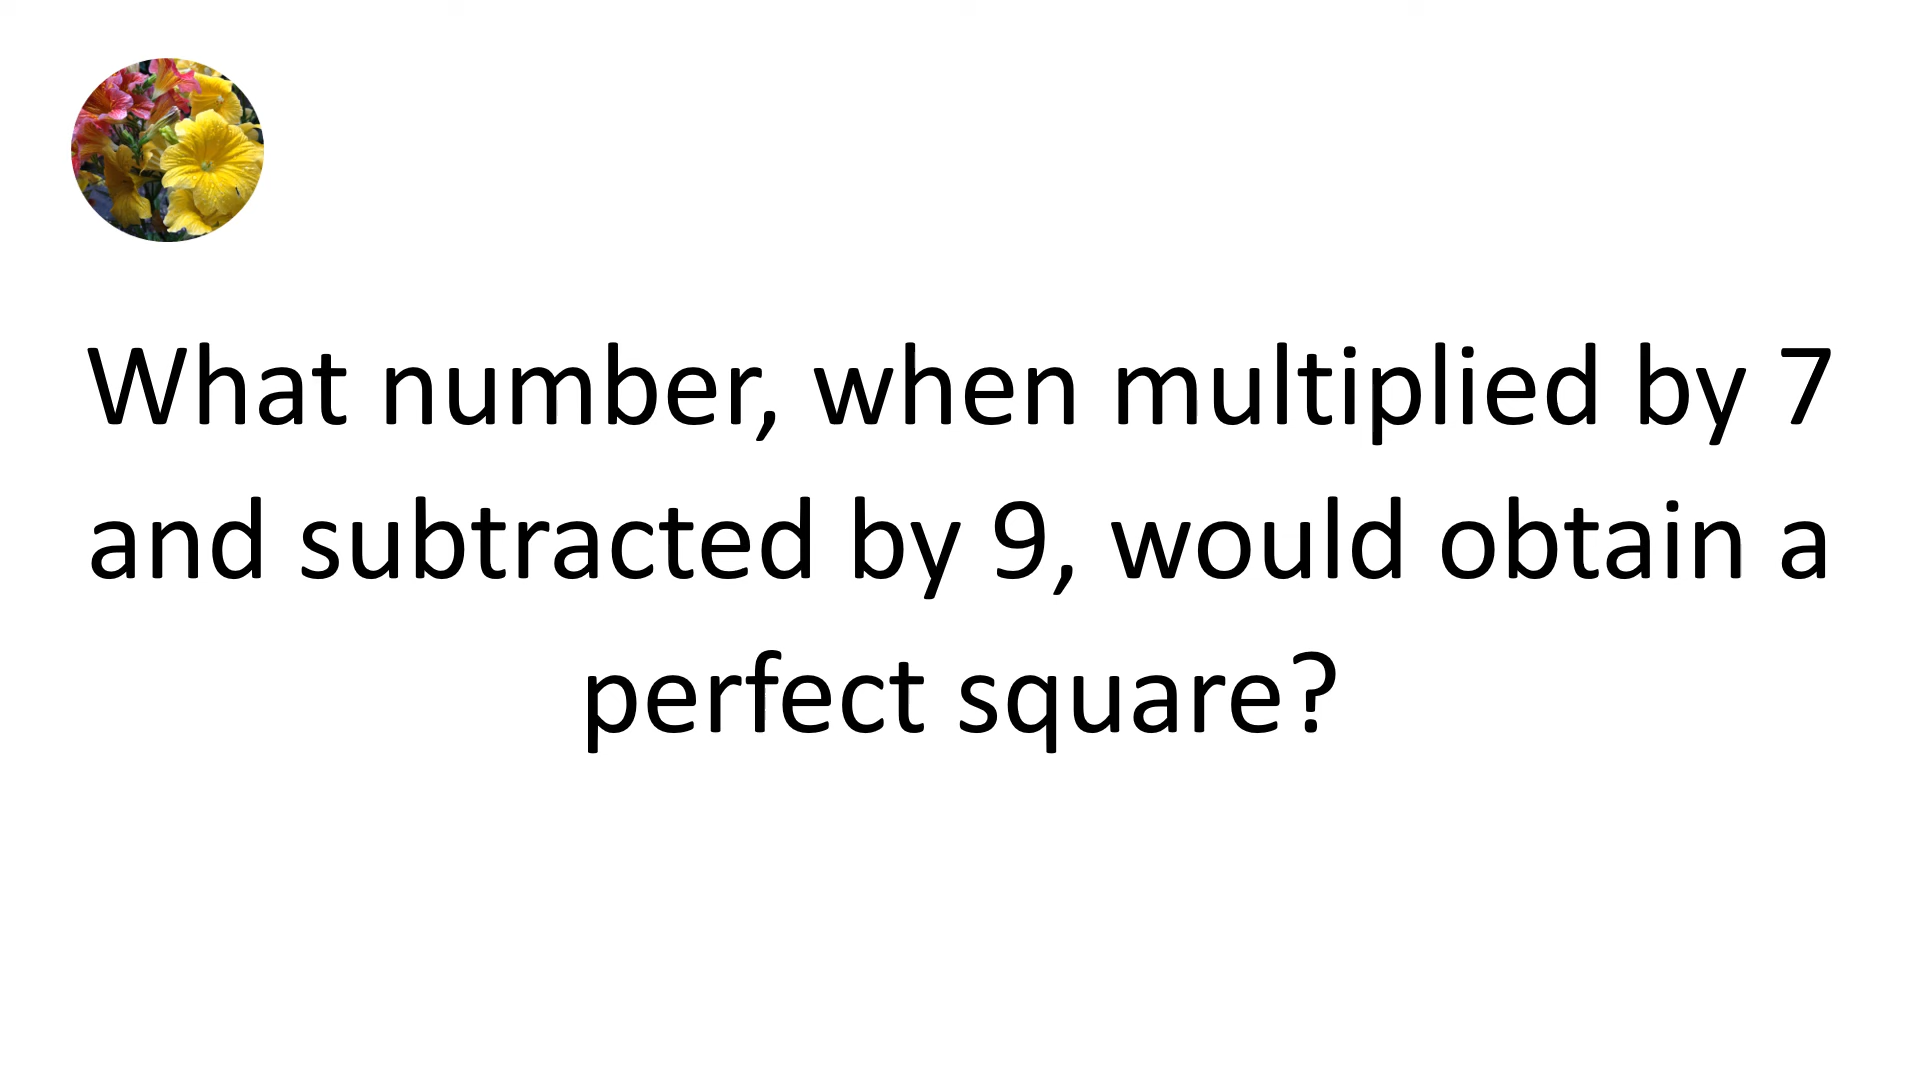 What number, when multiplied by 7
and subtracted by 9, would obtain a
perfect square?